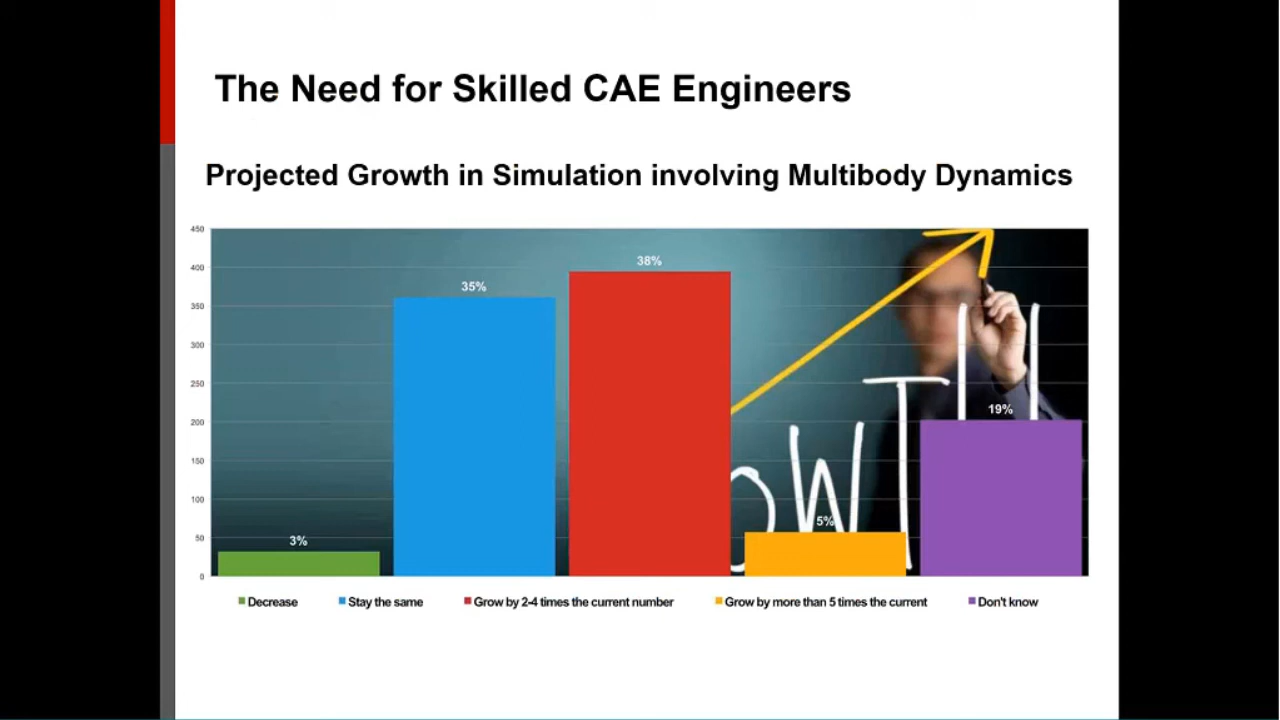 The Need for Skilled CAE Engineers
Projected Growth in Simulation involving Multibody Dynamics
450
400
350
300
250
200
150
100
50
0
3%
35%
38%
5%
19%
oWTH
Decrease
Stay the same
Grow by 2-4 times the current number
Grow by more than 5 times the current
Don't know